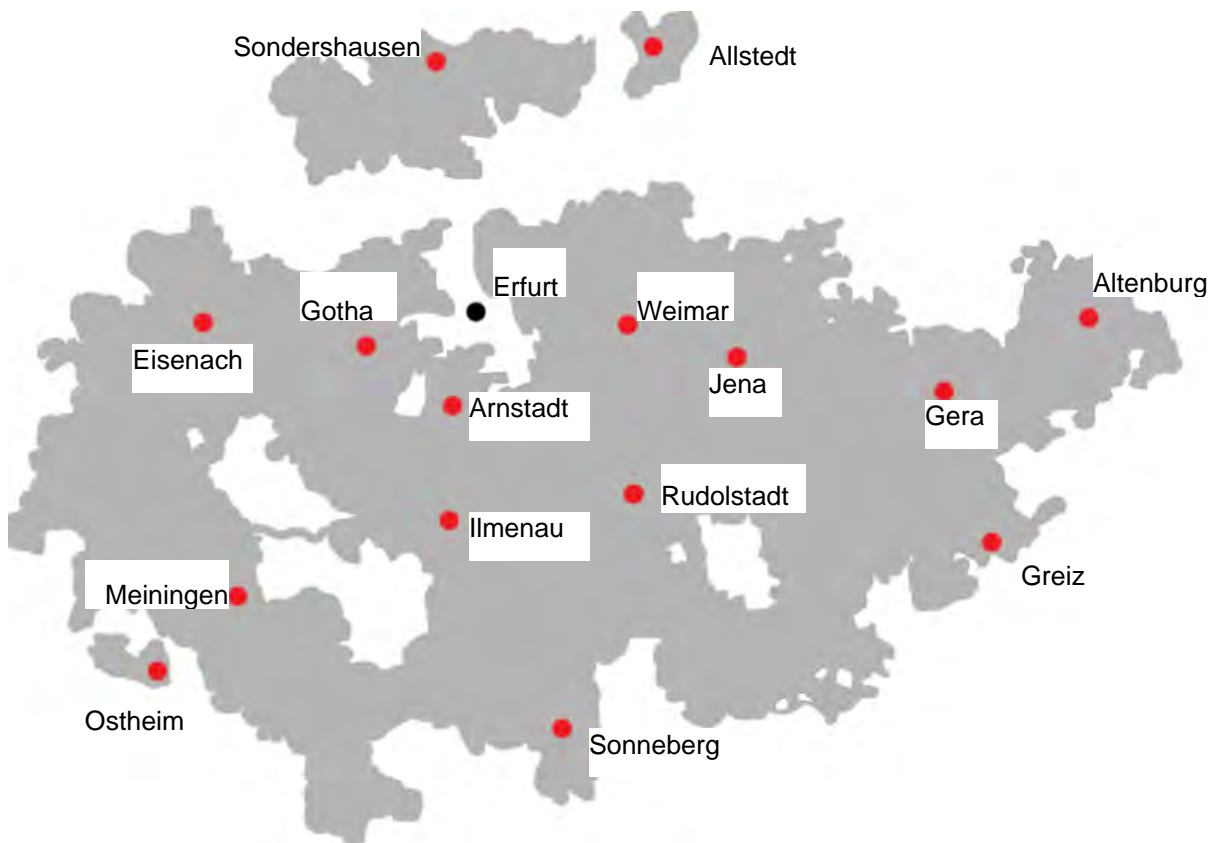 Sondershausen
Allstedt
Erfurt
Altenburg
Gotha
Weimar
Eisenach
Jena
Arnstadt
Gera
Rudolstadt
Ilmenau
Greiz
Meiningen
Ostheim
Sonneberg